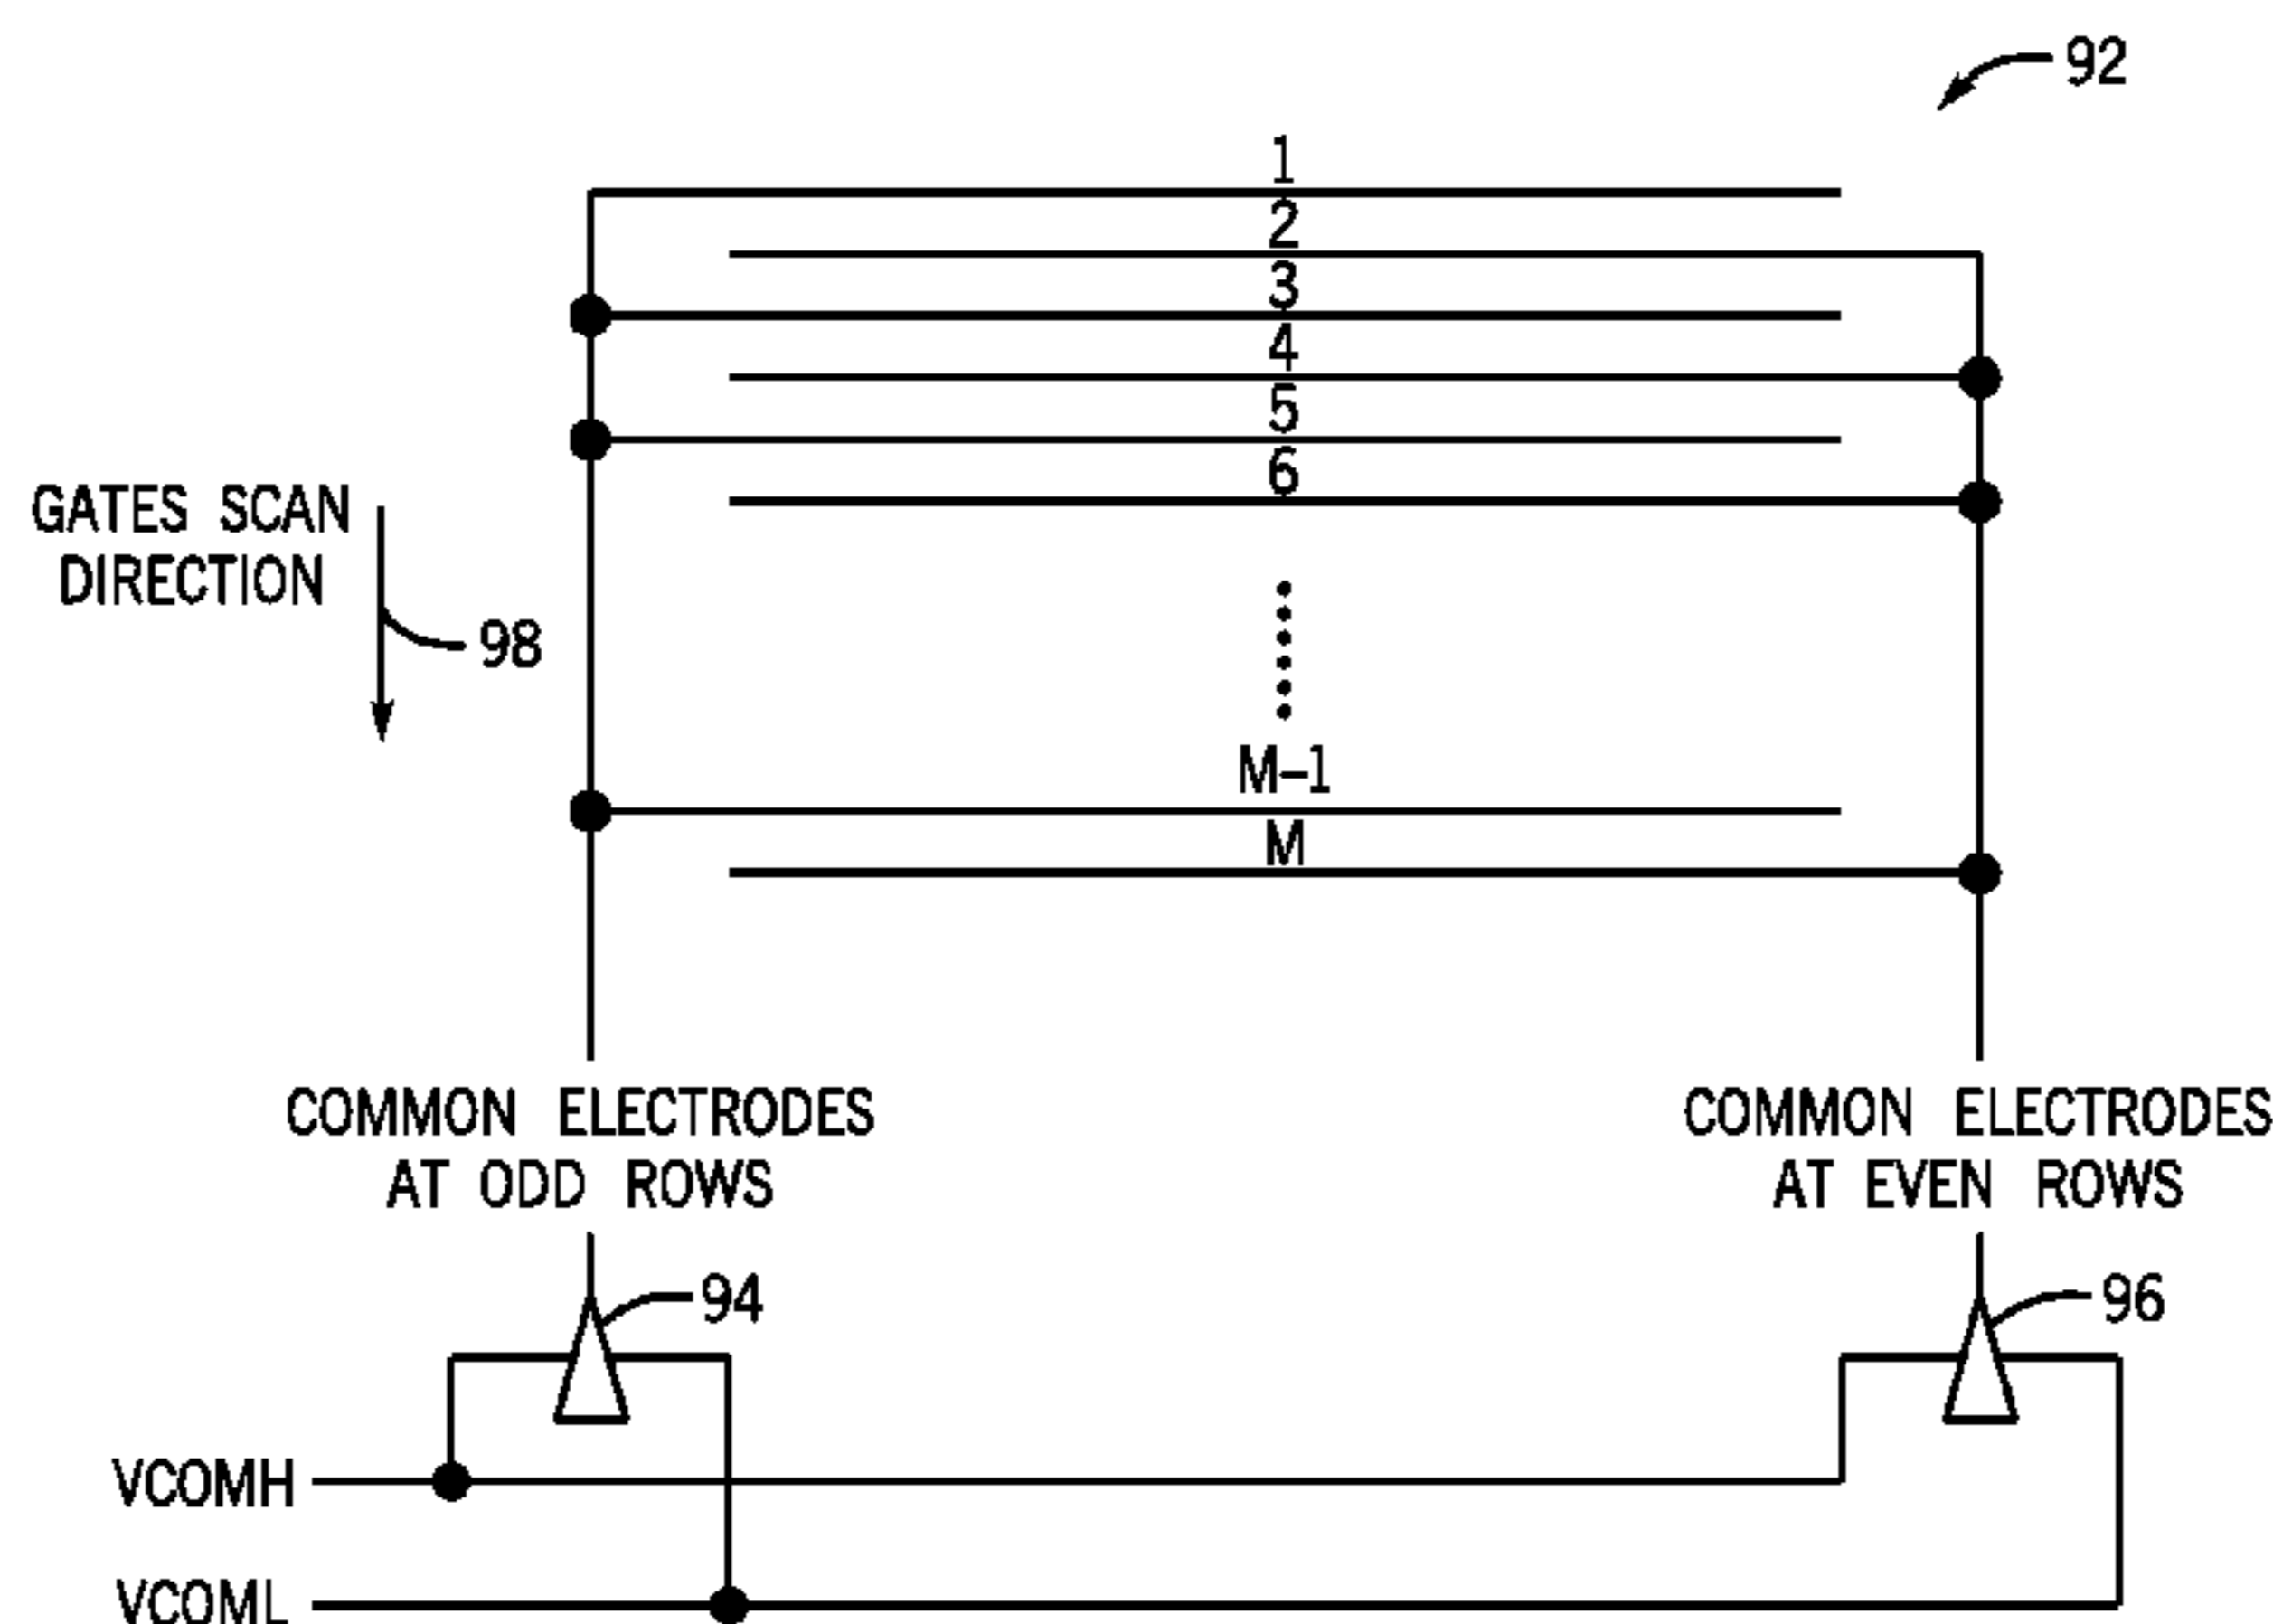 92
1
2
3
4
5
6
GATES SCAN
DIRECTION
98
M-1
M
COMMON ELECTRODES
AT ODD ROWS
COMMON ELECTRODES
AT EVEN ROWS
94
96
VCOMH
VCOML